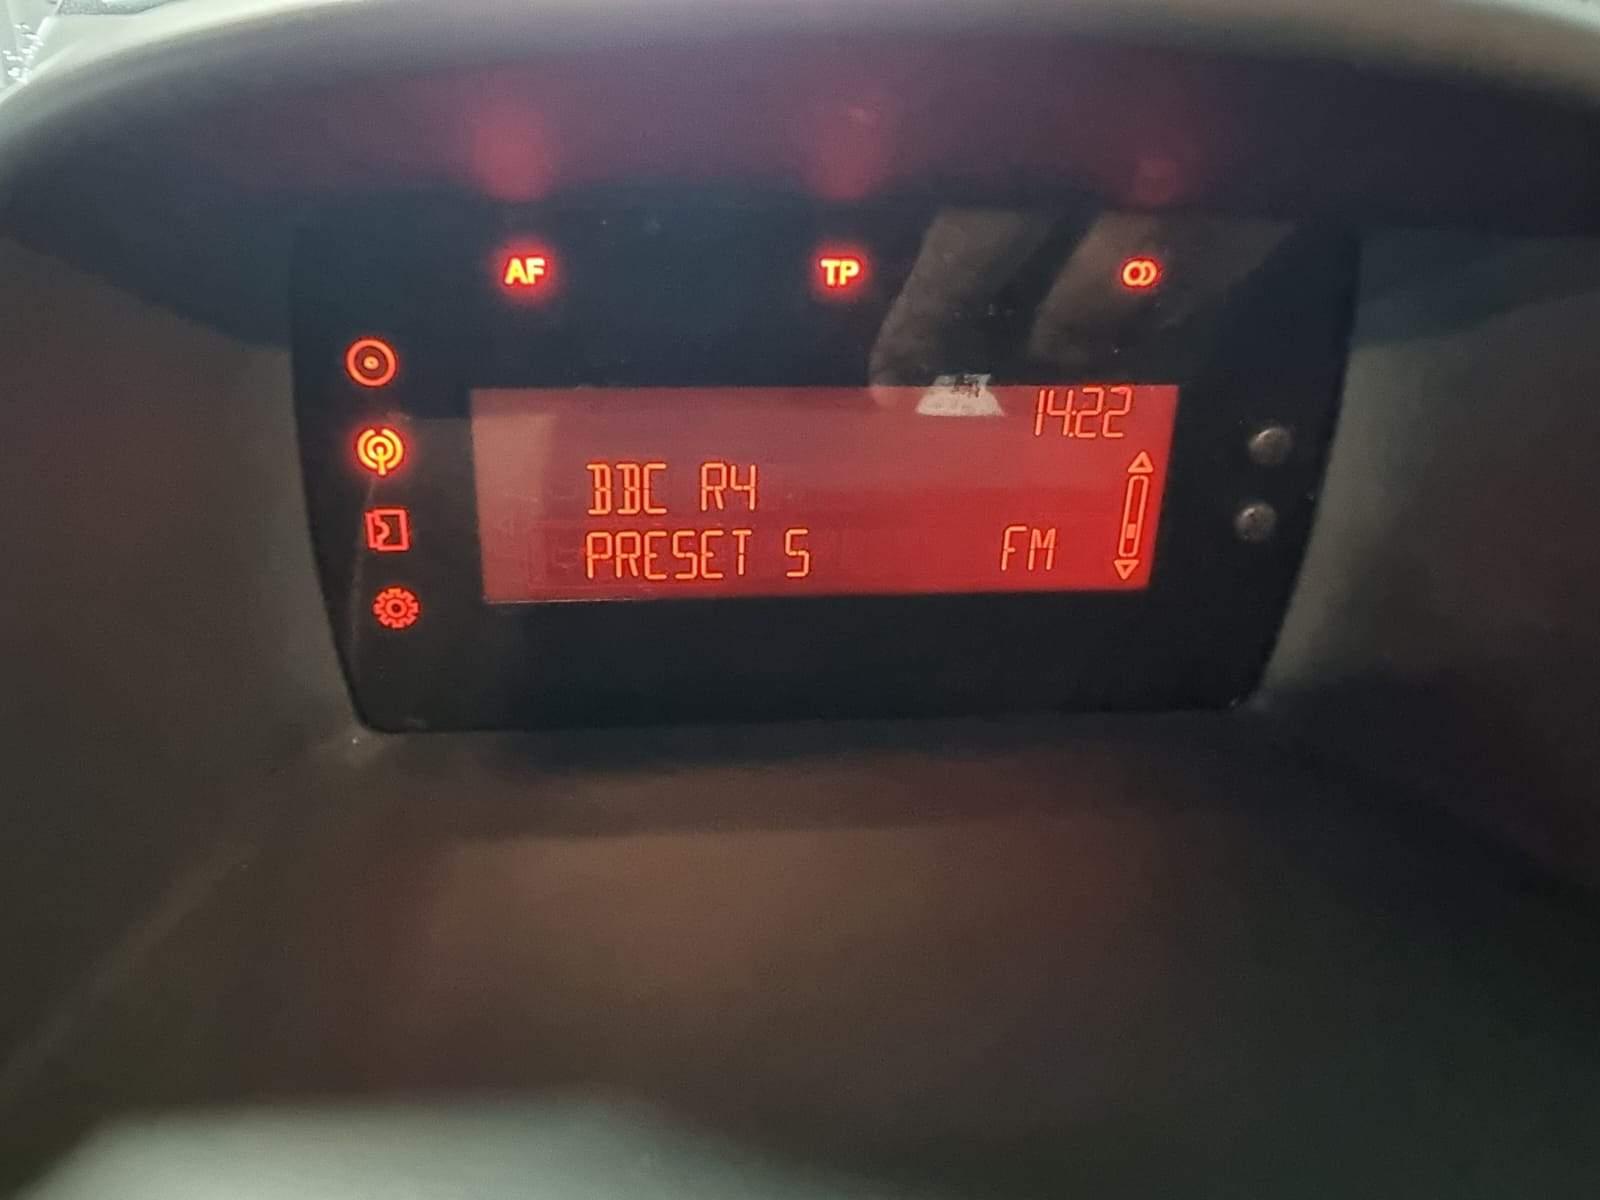 AF TP
14:22
BBC R4
PRESET 5 FM